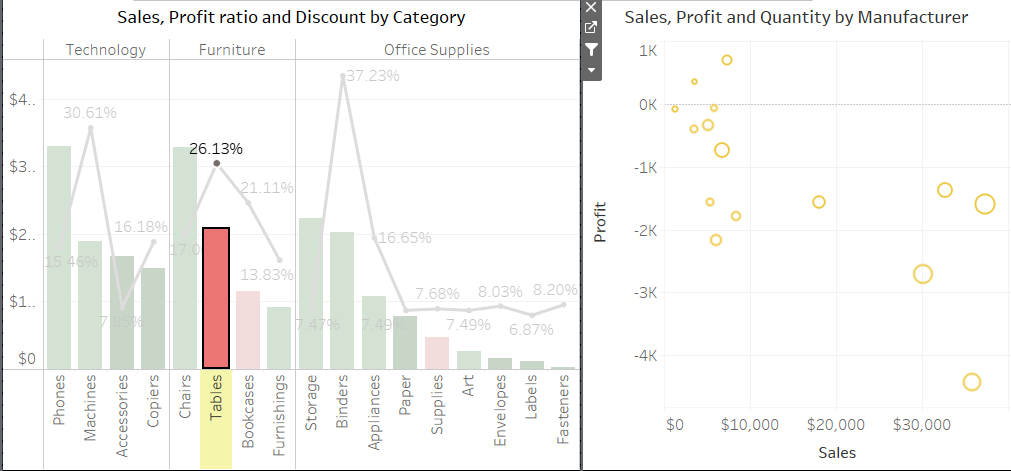 Sales, Profit ratio and Discount by Category
Technology Furniture Office Supplies
$4..
$3..
$2..
$1..
$0
37.23%
30.61%
26.13%
21.11%
16.18%
16.65%
15.46%
17.0
13.83%
7.85%
7.47%
7.49%
7.68%
7.49%
8.03%
6.87%
8.20%
Phones
Machines
Accessories
Copiers
Chairs
Tables
Bookcases
Furnishings
Storage
Binders
Appliances
Paper
Supplies
Art
Envelopes
Labels
Fasteners
Sales, Profit and Quantity by Manufacturer
1K
0K
-1K
-2K
-3K
-4K
Profit
$0 $10,000 $20,000 $30,000
Sales